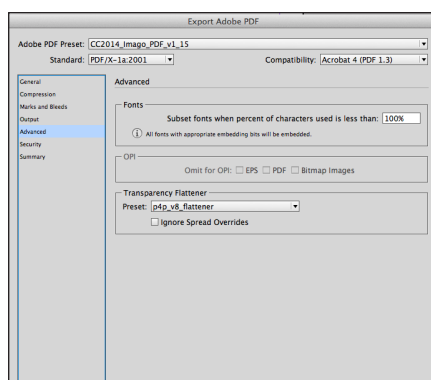 Export Adobe PDF
Adobe PDF Preset: CC2014_Imago_PDF_v1_15
Standard: PDF/X-1a:2001 Compatibility: Acrobat 4 (PDF 1.3)
General
Compression
Marks and Bleeds
Output
Advanced
Security
Summary
Advanced
Fonts
Subset fonts when percent of characters used is less than: 100%
All fonts with appropriate embedding bits will be embedded.
OPI
Omit for OPI: EPS PDF Bitmap Images
Transparency Flattener
Preset: p4p_v8_flattener
Ignore Spread Overrides